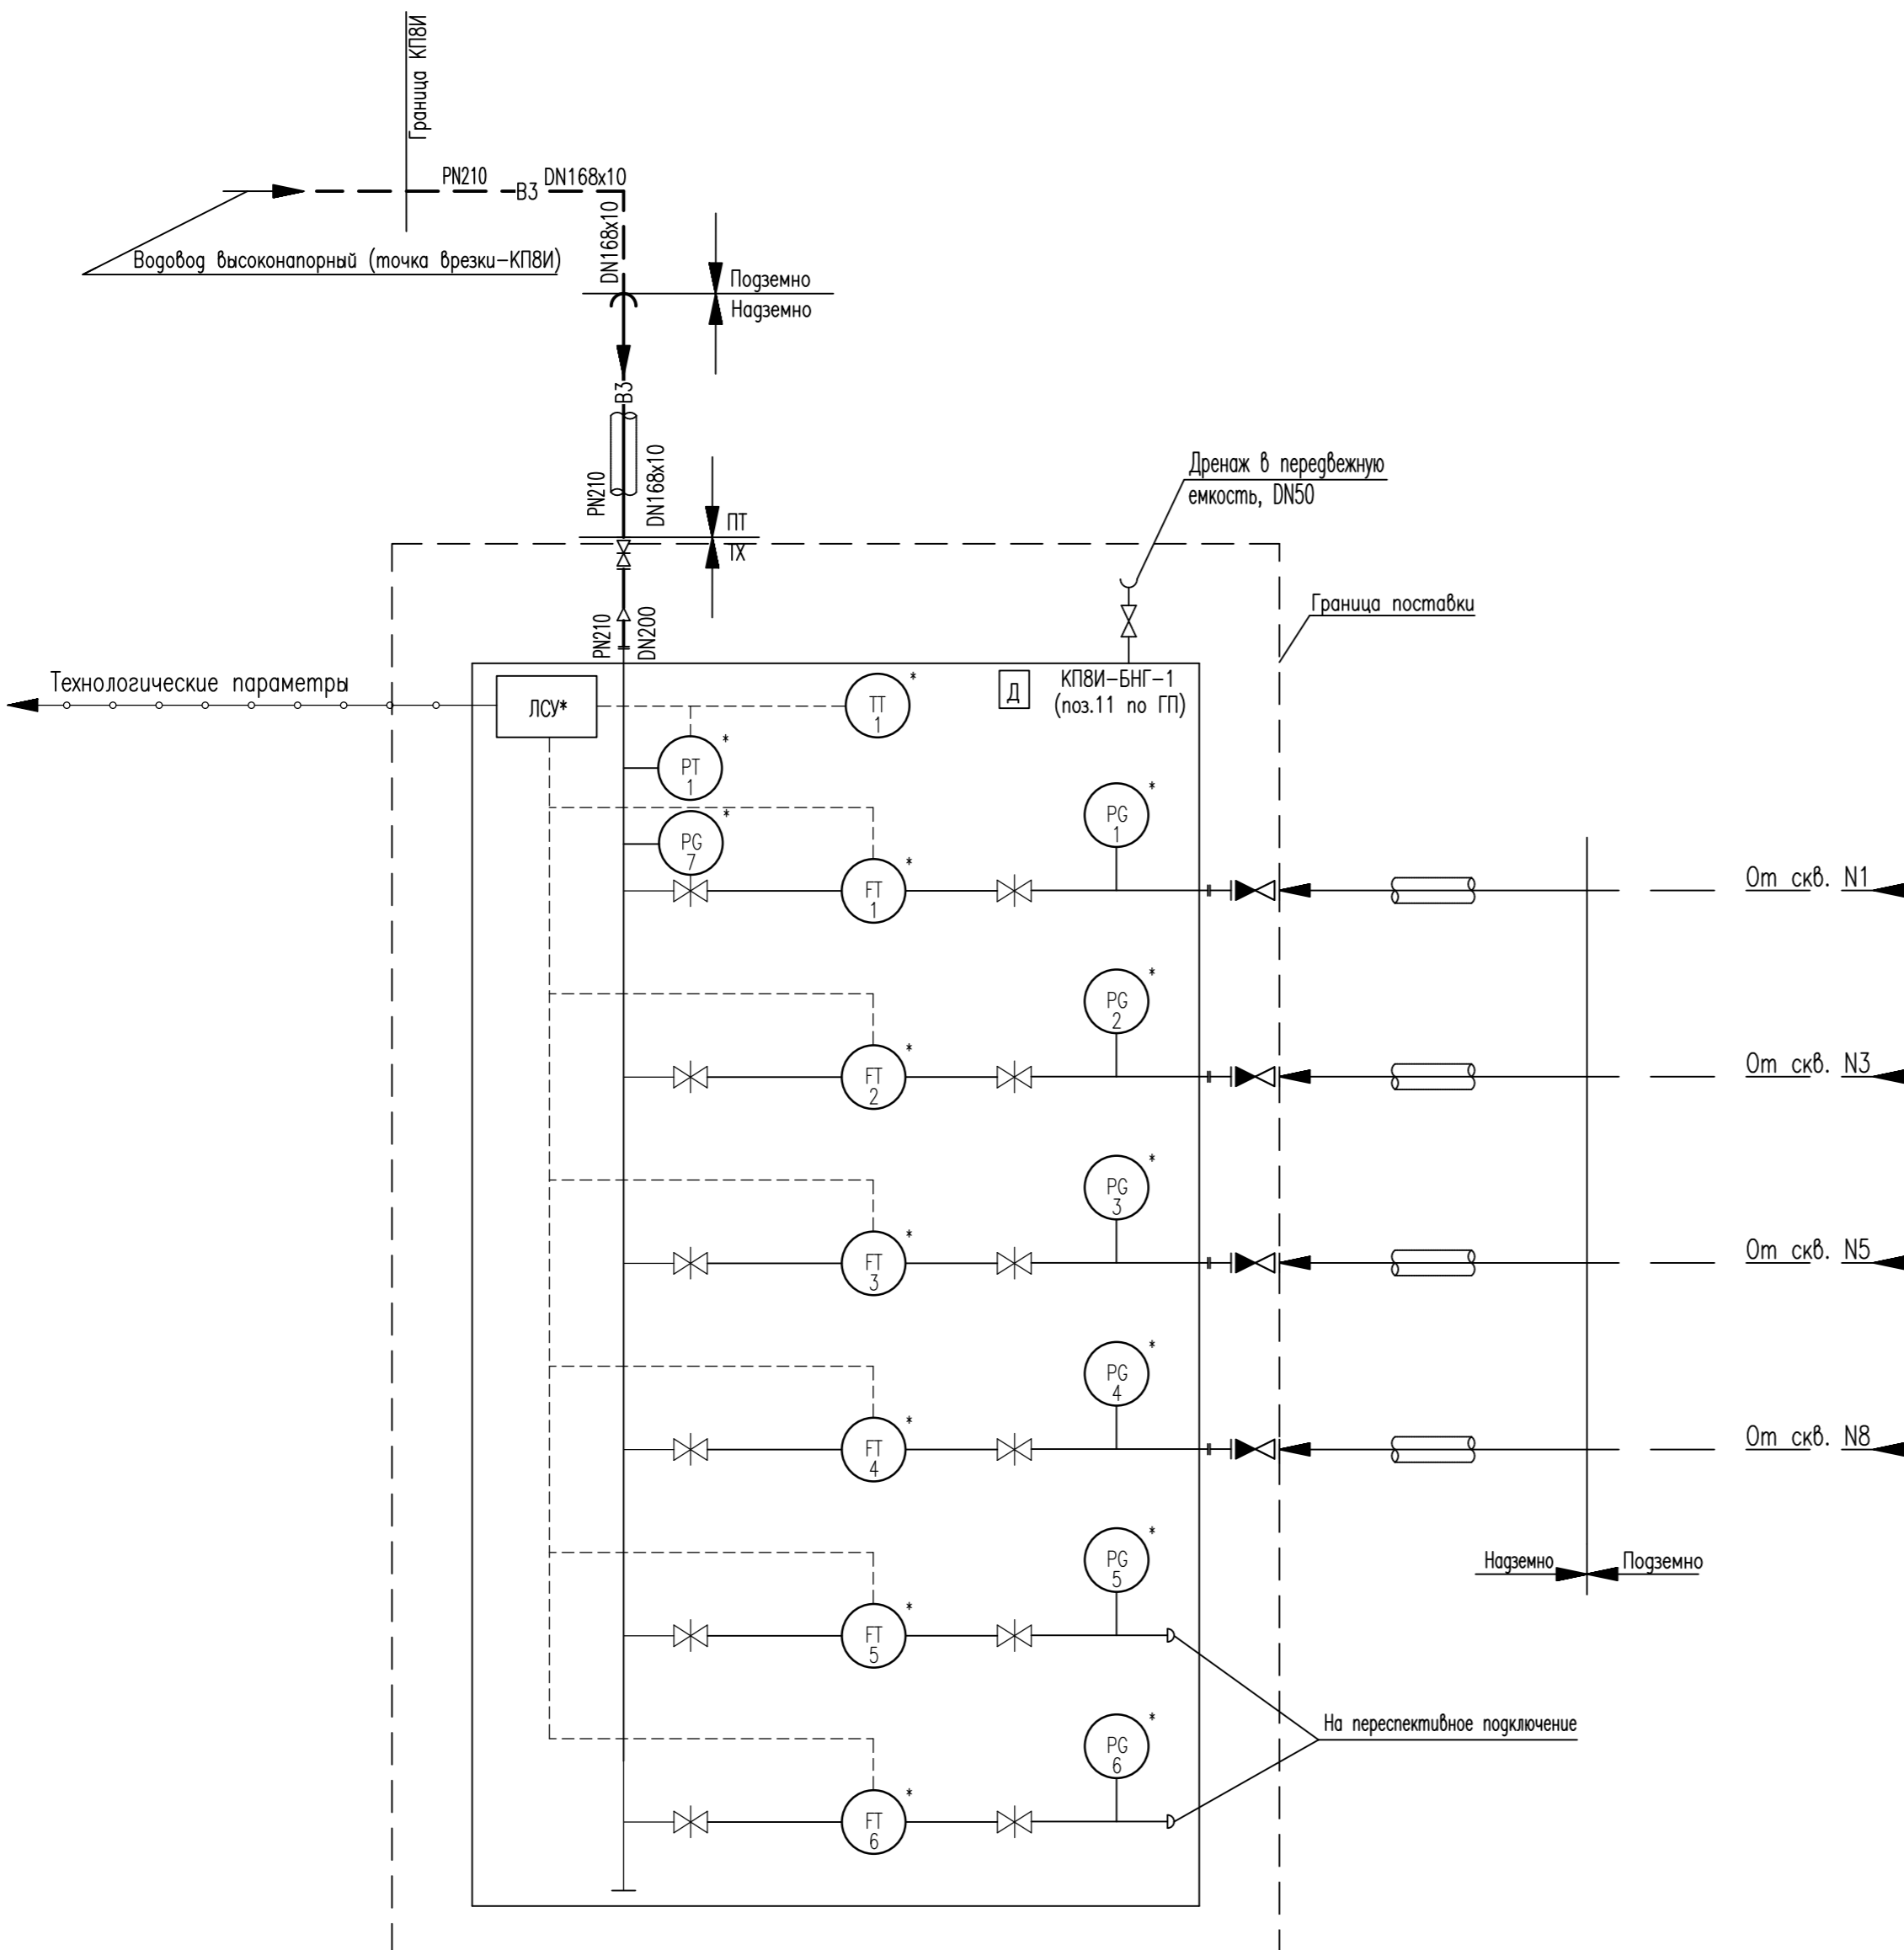 Граница КП8И
PN210
В3
DN168x10
DN168x10
Водовод высоконапорный (точка врезки-КП8И)
Подземно
Надземно
В3
PN210
DN168x10
Дренаж в передвежную
емкость, DN50
ПТ
ТХ
Граница поставки
PN210
DN200
Технологические параметры
ЛСУ*
ТТ
1
*
Д
КП8И-БНГ-1
(поз.11 по ГП)
PT
1
*
PG
7
*
PG
1
*
FT
1
*
От скв. N1
PG
2
*
FT
2
*
От скв. N3
PG
3
*
FT
3
*
От скв. N5
PG
4
*
FT
4
*
От скв. N8
PG
5
*
Надземно
Подземно
FT
5
*
На переспективное подключение
PG
6
*
FT
6
*